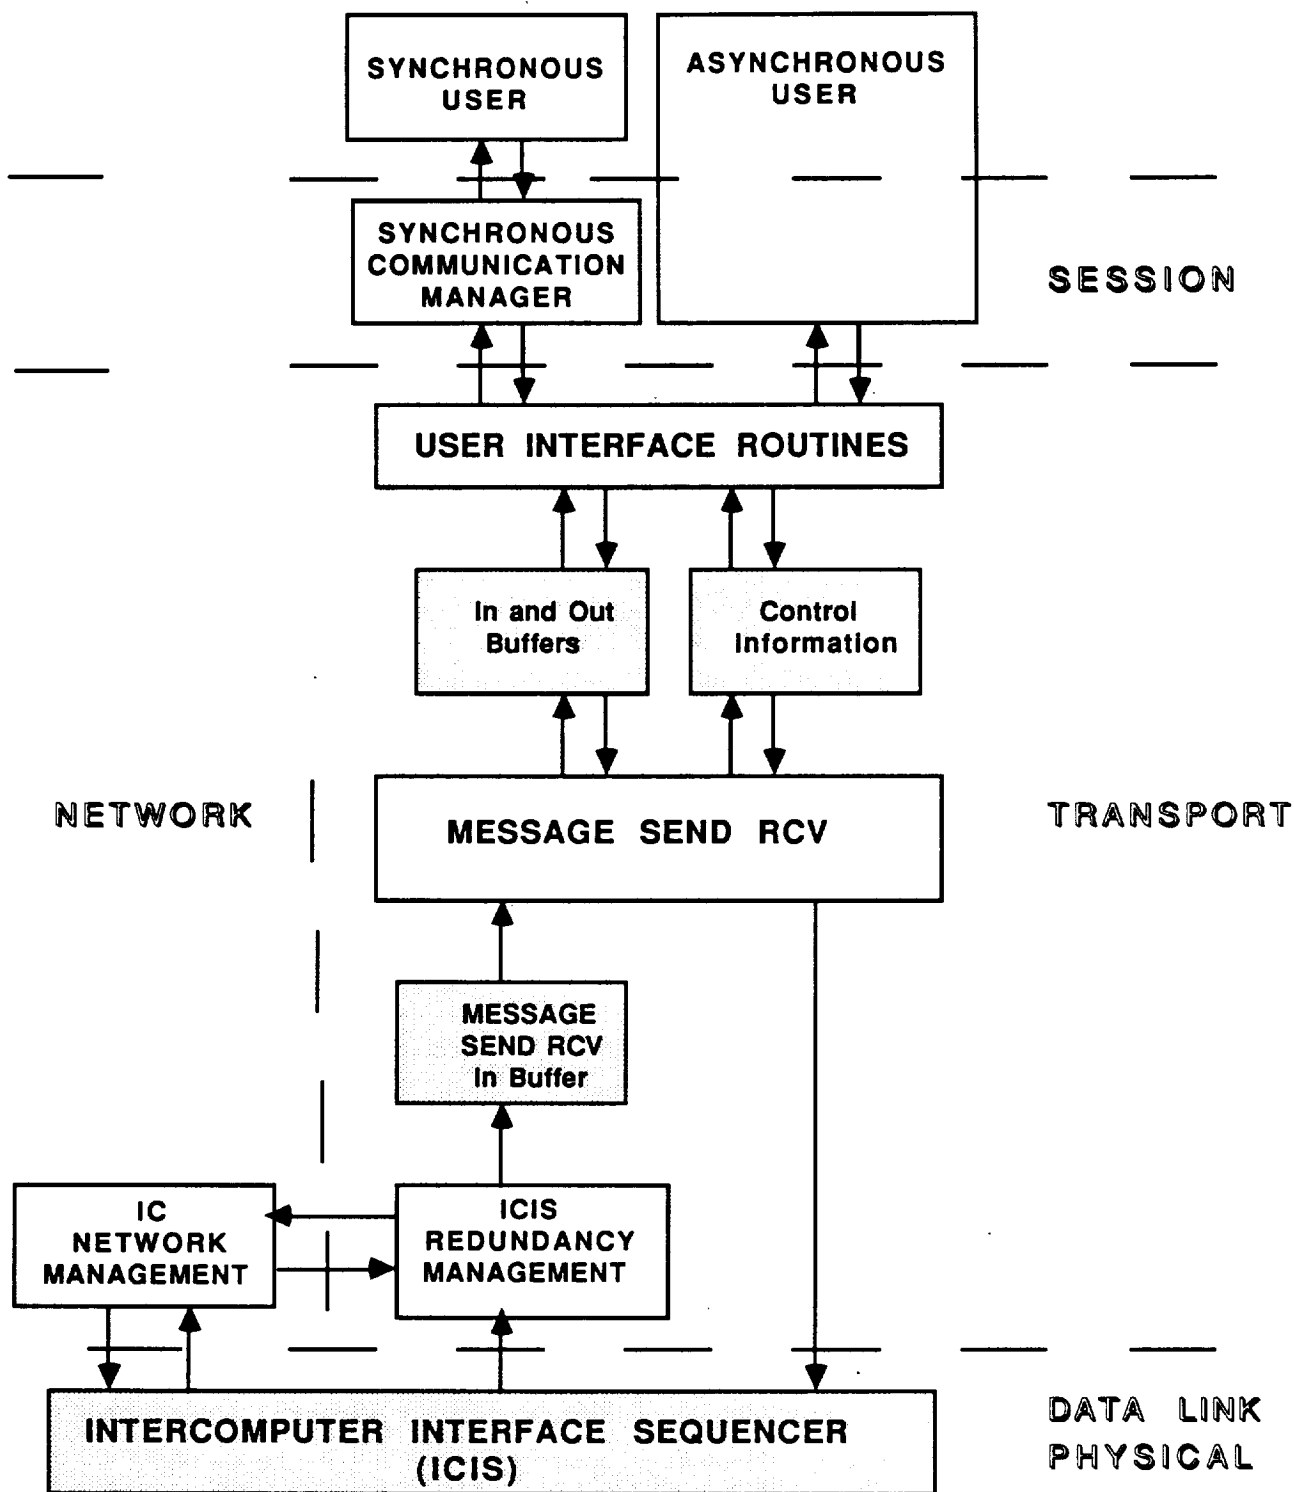 SYNCHRONOUS
USER
ASYNCHRONOUS
USER
SYNCHRONOUS
COMMUNICATION
MANAGER
SESSION
USER INTERFACE ROUTINES
In and Out
Buffers
Control
Information
NETWORK
MESSAGE SEND RCV
TRANSPORT
MESSAGE
SEND RCV
In Buffer
IC
NETWORK
MANAGEMENT
ICIS
REDUNDANCY
MANAGEMENT
INTERCOMPUTER INTERFACE SEQUENCER
(ICIS)
DATA LINK
PHYSICAL